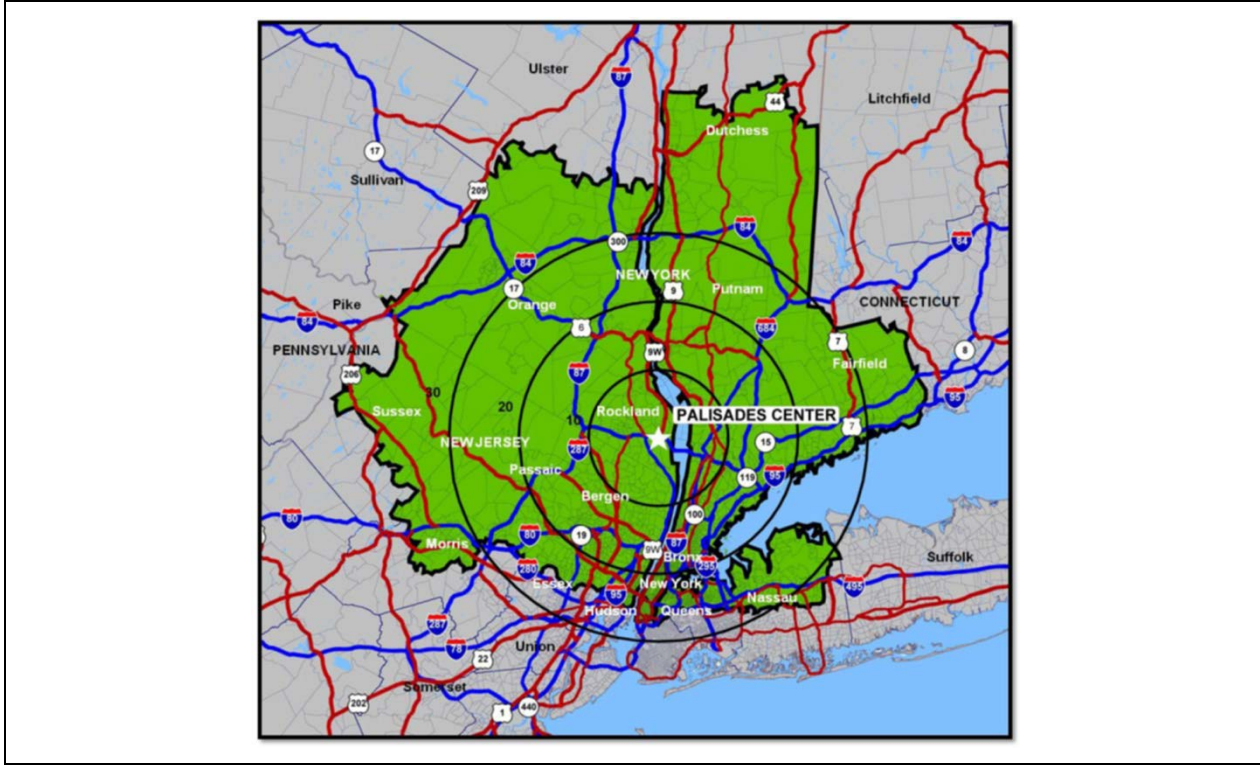 Ulster
87
44
Litchfield
Dutchess
17
Sullivan
209
84
300
84
84
NEW YORK
17
9
Putnam
Pike
Orange
CONNECTICUT
84
6
684
7
8
PENNSYLVANIA
9W
Fairfield
206
87
95
30
20
10
Sussex
Rockland
PALISADES CENTER
7
NEW JERSEY
15
287
Passaic
119
95
Bergen
80
100
80
19
Morris
87
9W
Bronx
Suffolk
280
295
Essex
New York
495
95
Nassau
Hudson
Queens
287
78
Union
22
Somerset
202
1
440